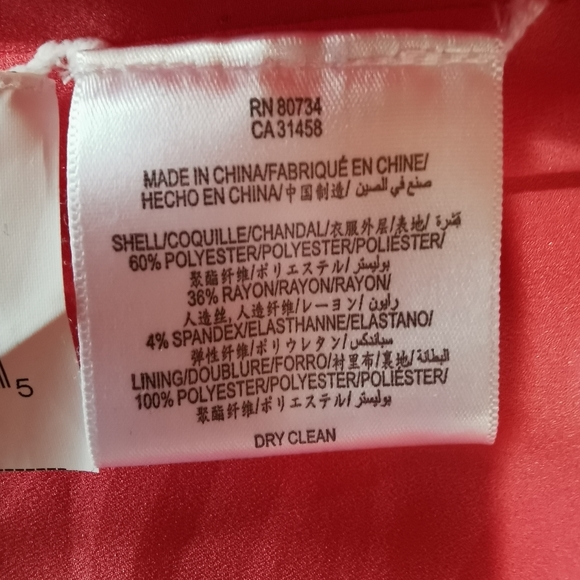 RN 80734
CA 31458
MADE IN CHINA/FABRIQUÉ EN CHINE/
HECHO EN CHINA/中国制造/ صنع في الصين/
SHELL/COQUILLE/CHANDAL/衣服外层/表地/ قشرة
60% POLYESTER/POLYESTER/POLIÉSTER/
聚酯纤维/ポリエステル/ بوليستر
36% RAYON/RAYON/RAYON/
人造丝, 人造纤维/レーヨン/ رايون
4% SPANDEX/ELASTHANNE/ELASTANO/
弹性纤维/ポリウレタン/ سباندكس
LINING/DOUBLURE/FORRO/衬里布/裏地/ البطانة
100% POLYESTER/POLYESTER/POLIÉSTER/
聚酯纤维/ポリエステル/ بوليستر
DRY CLEAN
5